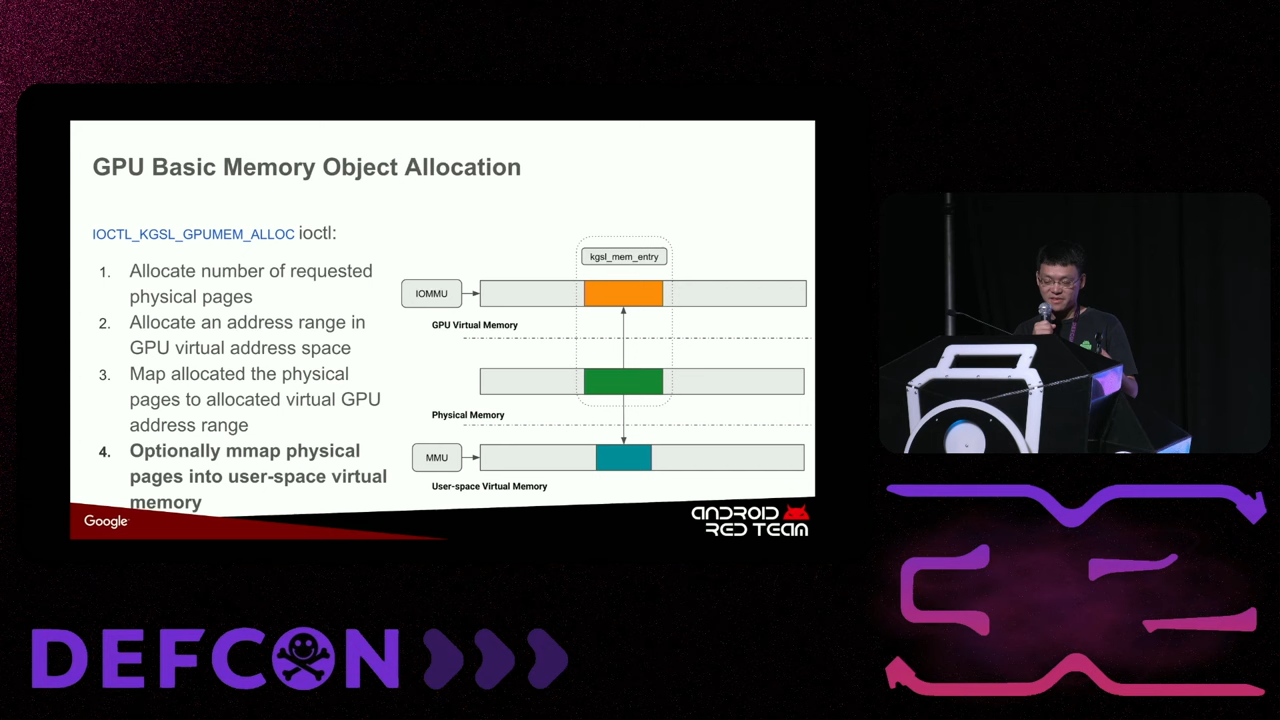 GPU Basic Memory Object Allocation
IOCTL_KGSL_GPUMEM_ALLOC ioctl:
1. Allocate number of requested
physical pages
2. Allocate an address range in
GPU virtual address space
3. Map allocated the physical
pages to allocated virtual GPU
address range
4. Optionally mmap physical
pages into user-space virtual
memory
kgsl_mem_entry
IOMMU
GPU Virtual Memory
Physical Memory
MMU
User-space Virtual Memory
Google
ANDROID
RED TEAM
DEFCON